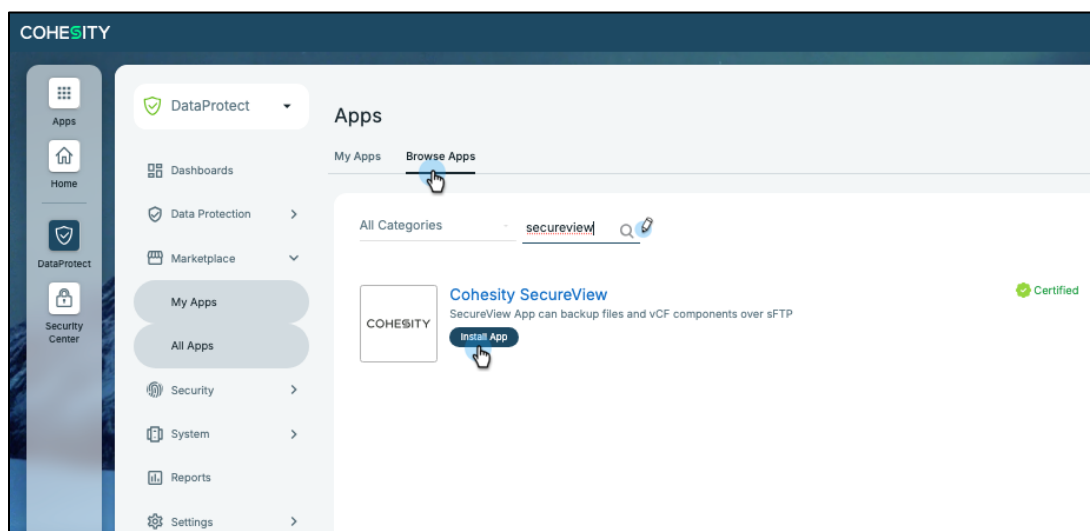 COHESITY
Apps
Home
DataProtect
Security
Center
DataProtect
Dashboards
Data Protection
Marketplace
My Apps
All Apps
Security
System
Reports
Settings
Apps
My Apps
Browse Apps
All Categories
secureview
COHESITY
Cohesity SecureView
Certified
SecureView App can backup files and vCF components over sFTP
Install App